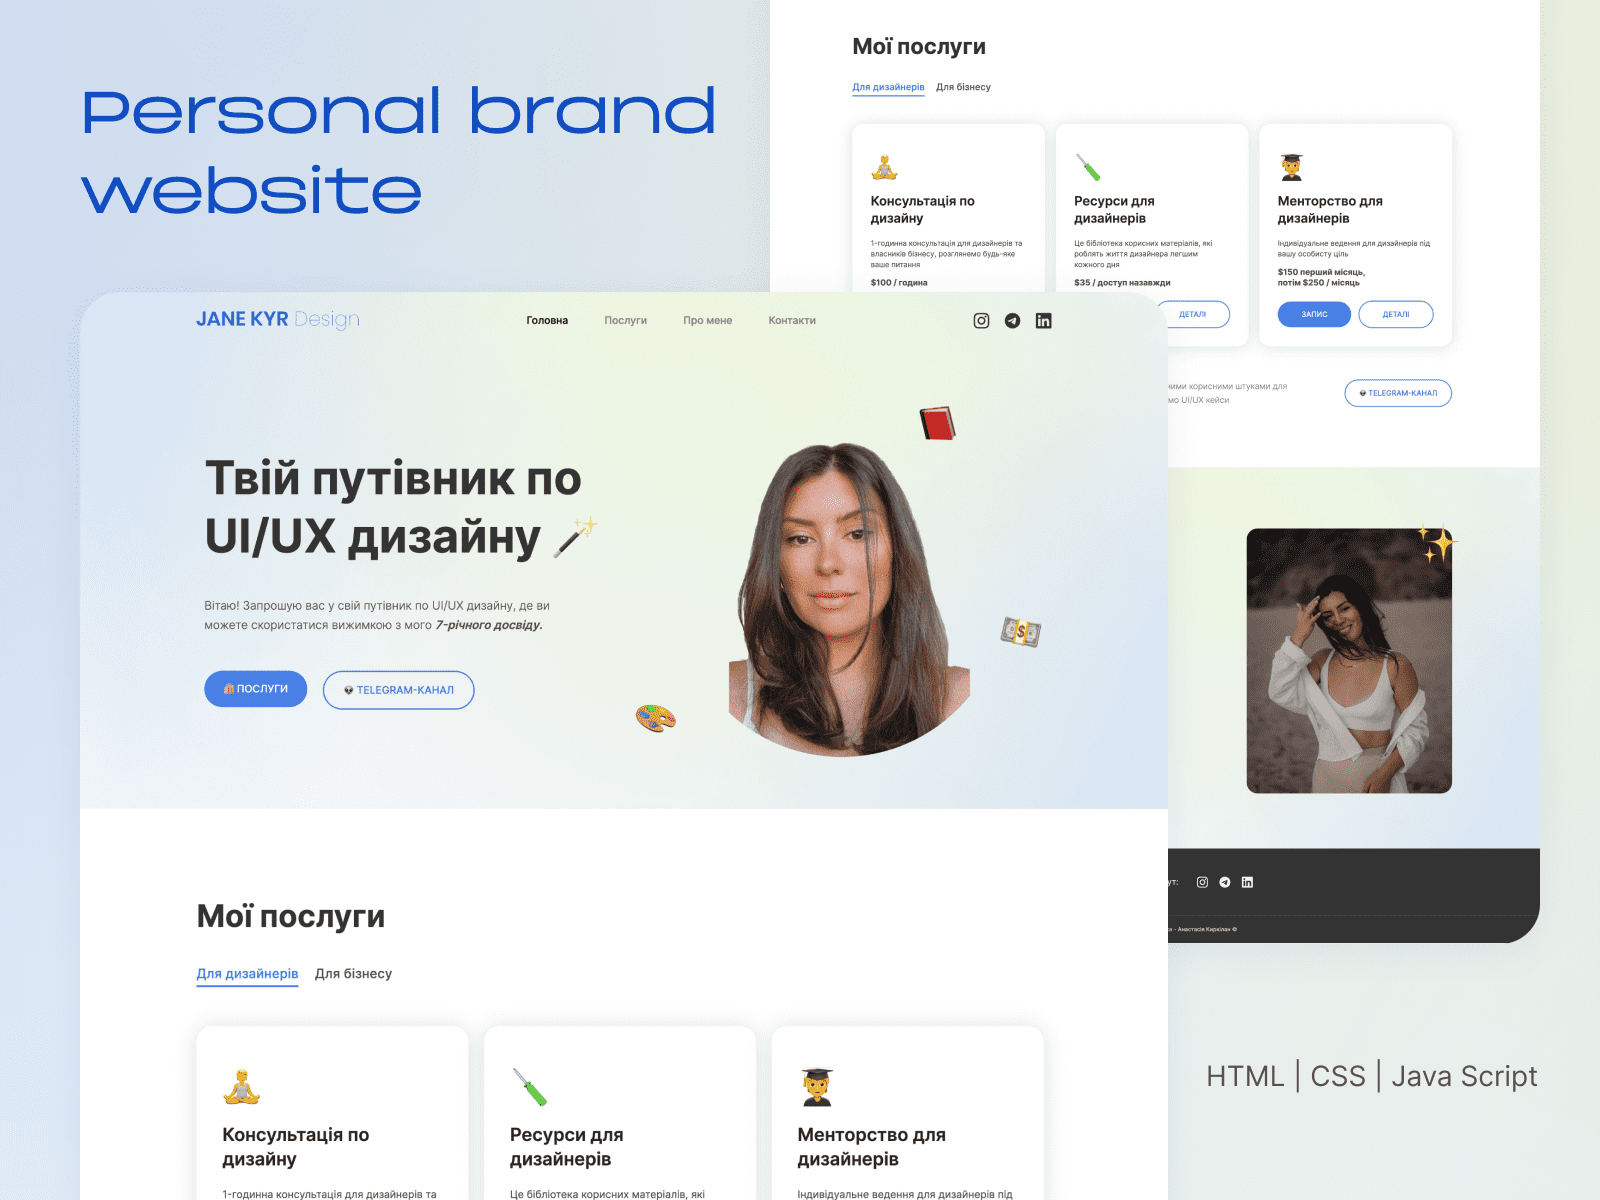 Personal brand
website
Мої послуги
Для дизайнерів Для бізнесу
Консультація по
дизайну
1-годинна консультація для дизайнерів та
власників бізнесу, розглянемо будь-яке
ваше питання
$100 / година
Ресурси для
дизайнерів
Це бібліотека корисних матеріалів, які
роблять життя дизайнера легшим
кожного дня
$35 / доступ назавжди
ДЕТАЛІ
Менторство для
дизайнерів
Індивідуальне ведення для дизайнерів під
вашу особисту ціль
$150 перший місяць,
потім $250 / місяць
ЗАПИС ДЕТАЛІ
ними корисними штуками для
мо UI/UX кейси
TELEGRAM-КАНАЛ
JANE KYR Design
Головна Послуги Про мене Контакти
Твій путівник по
UI/UX дизайну
Вітаю! Запрошую вас у свій путівник по UI/UX дизайну, де ви
можете скористатися вижимкою з мого 7-річного досвіду.
ПОСЛУГИ TELEGRAM-КАНАЛ
ут:
- Анастасія Киркілан ©
Мої послуги
Для дизайнерів Для бізнесу
Консультація по
дизайну
1-годинна консультація для дизайнерів та
Ресурси для
дизайнерів
Це бібліотека корисних матеріалів, які
Менторство для
дизайнерів
Індивідуальне ведення для дизайнерів під
HTML | CSS | Java Script